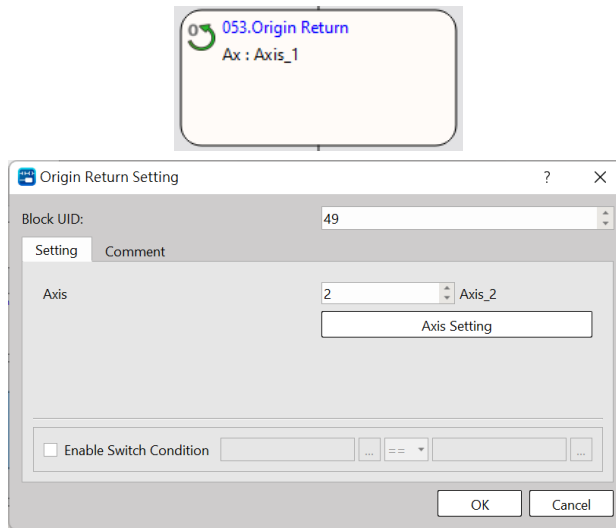 053.Origin Return
Ax : Axis_1
Origin Return Setting ?
Block UID: 49
Setting Comment
Axis 2 Axis_2
Axis Setting
Enable Switch Condition ... == ...
OK Cancel